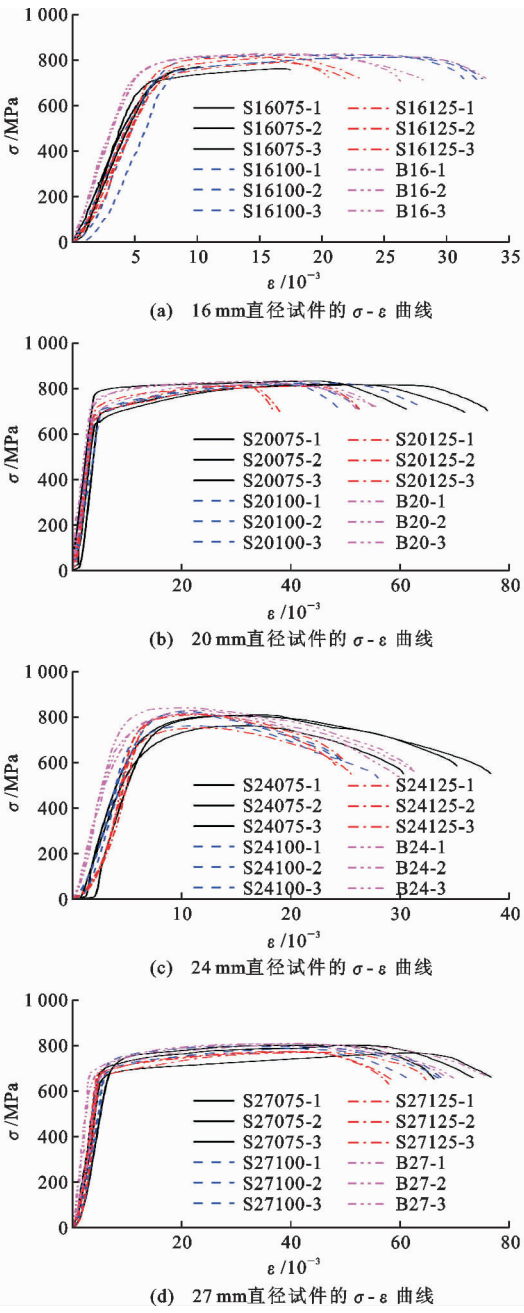 1 000
800
600
400
200
0
σ /MPa
S16075-1 S16125-1
S16075-2 S16125-2
S16075-3 S16125-3
S16100-1 B16-1
S16100-2 B16-2
S16100-3 B16-3
5 10 15 20 25 30 35
ε /10⁻³
(a) 16 mm直径试件的 σ - ε 曲线
1 000
800
600
400
200
0
σ /MPa
S20075-1 S20125-1
S20075-2 S20125-2
S20075-3 S20125-3
S20100-1 B20-1
S20100-2 B20-2
S20100-3 B20-3
20 40 60 80
ε /10⁻³
(b) 20 mm直径试件的 σ - ε 曲线
1 000
800
600
400
200
0
σ /MPa
S24075-1 S24125-1
S24075-2 S24125-2
S24075-3 S24125-3
S24100-1 B24-1
S24100-2 B24-2
S24100-3 B24-3
10 20 30 40
ε /10⁻³
(c) 24 mm直径试件的 σ - ε 曲线
1 000
800
600
400
200
0
σ /MPa
S27075-1 S27125-1
S27075-2 S27125-2
S27075-3 S27125-3
S27100-1 B27-1
S27100-2 B27-2
S27100-3 B27-3
20 40 60 80
ε /10⁻³
(d) 27 mm直径试件的 σ - ε 曲线